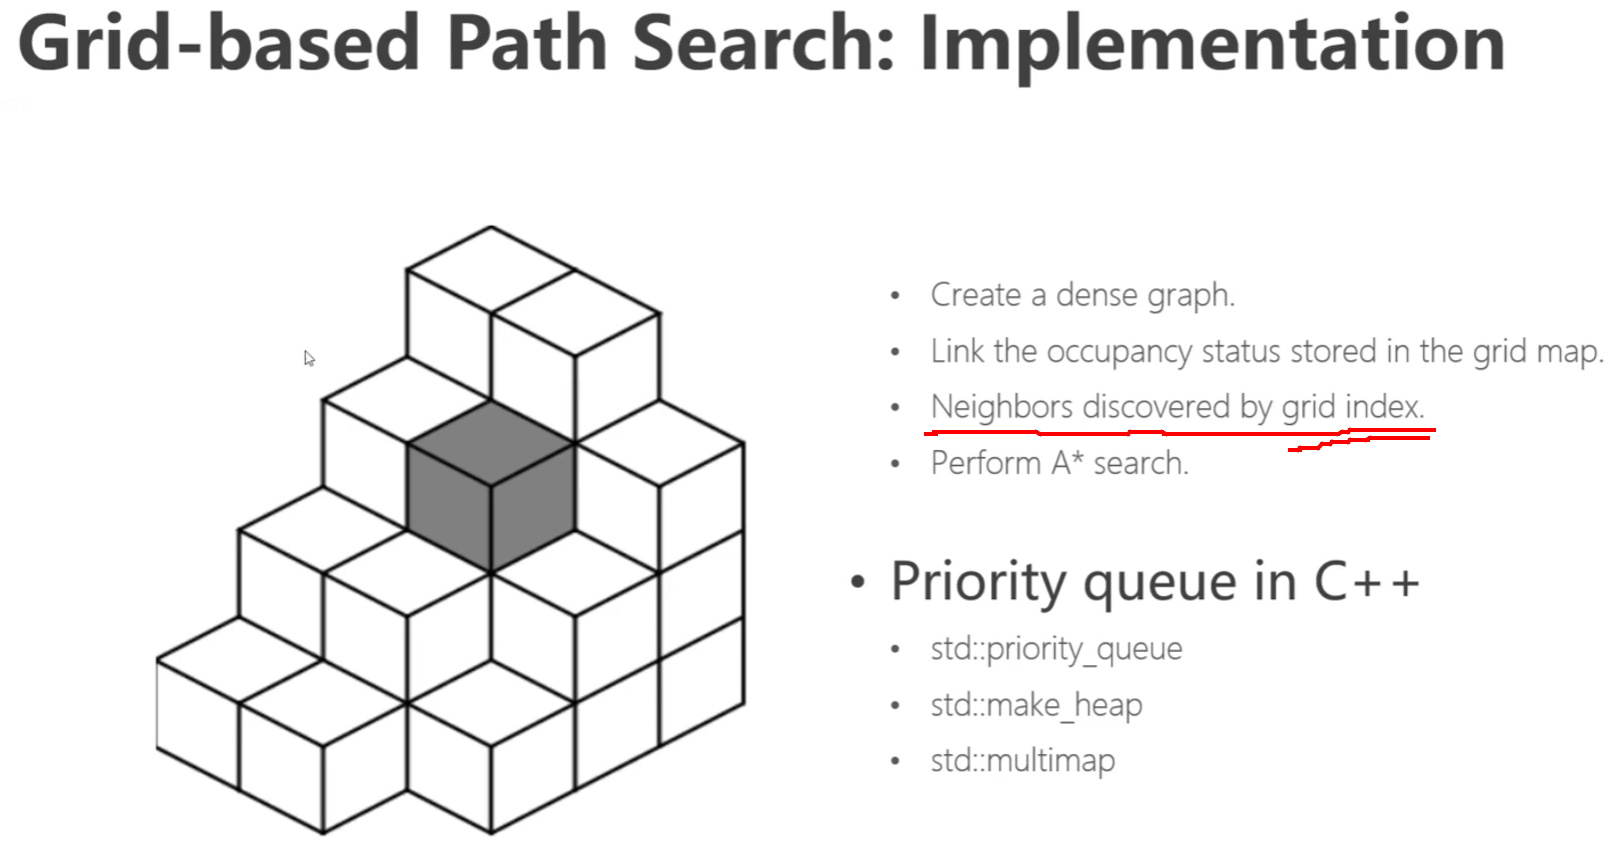 Grid-based Path Search: Implementation
• Create a dense graph.
• Link the occupancy status stored in the grid map.
• Neighbors discovered by grid index.
• Perform A* search.
• Priority queue in C++
• std::priority_queue
• std::make_heap
• std::multimap